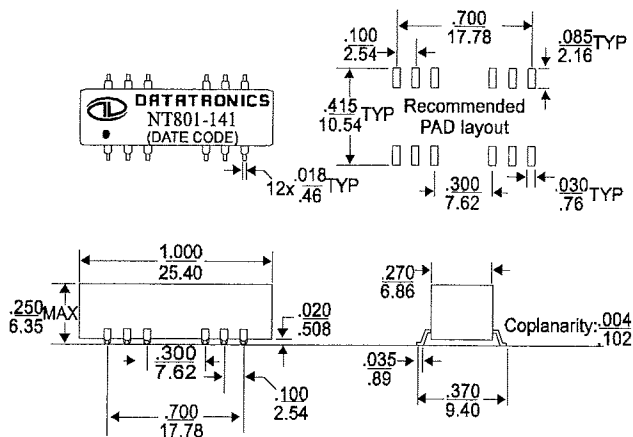 .700
17.78
.100
2.54
.085 TYP
2.16
DATATRONICS
NT801-141
(DATE CODE)
.415 TYP
10.54
Recommended
PAD layout
12x .018 TYP
.46
.300
7.62
.030 TYP
.76
1.000
25.40
.250 MAX
6.35
.020
.508
.300
7.62
.100
2.54
.700
17.78
.270
6.86
Coplanarity: .004
.102
.035
.89
.370
9.40